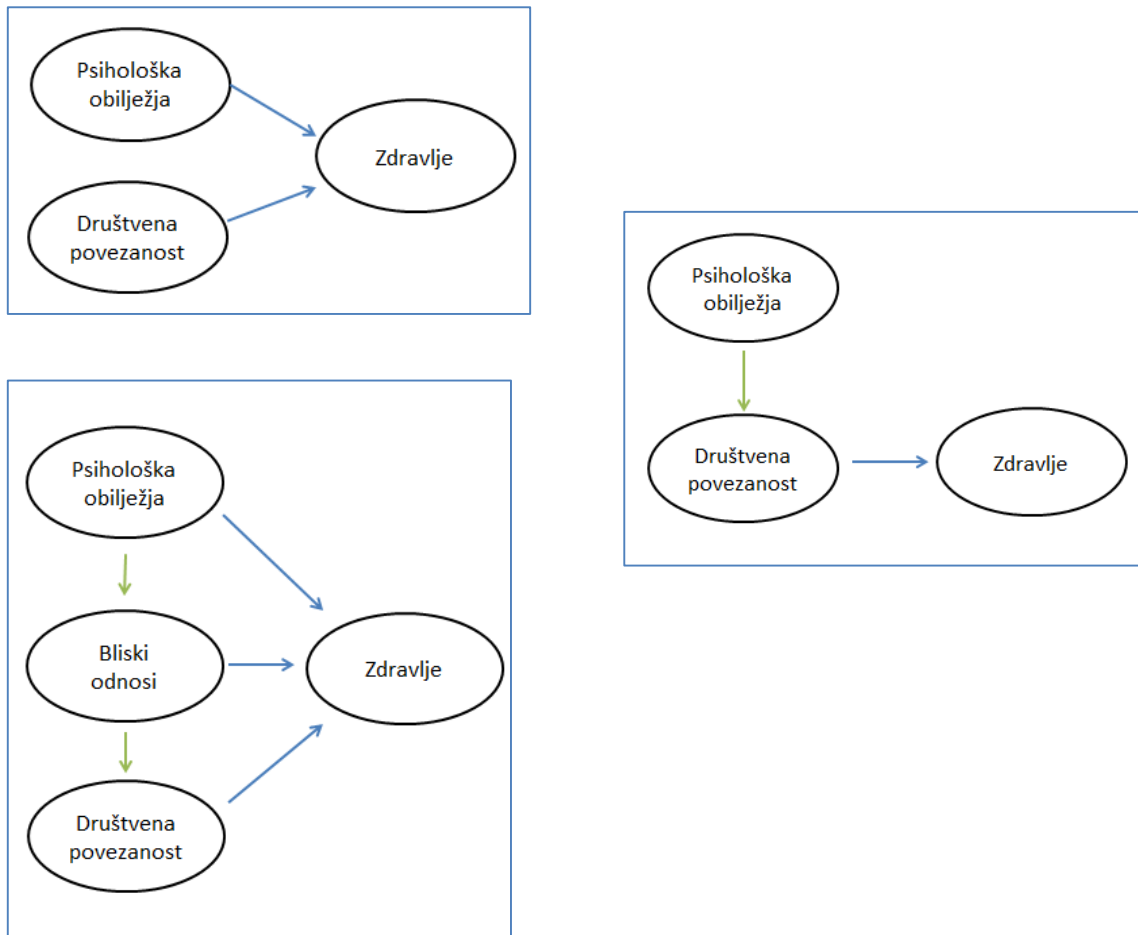 Psihološka
obilježja
Zdravlje
Društvena
povezanost
Psihološka
obilježja
Društvena
povezanost
Zdravlje
Psihološka
obilježja
Bliski
odnosi
Zdravlje
Društvena
povezanost